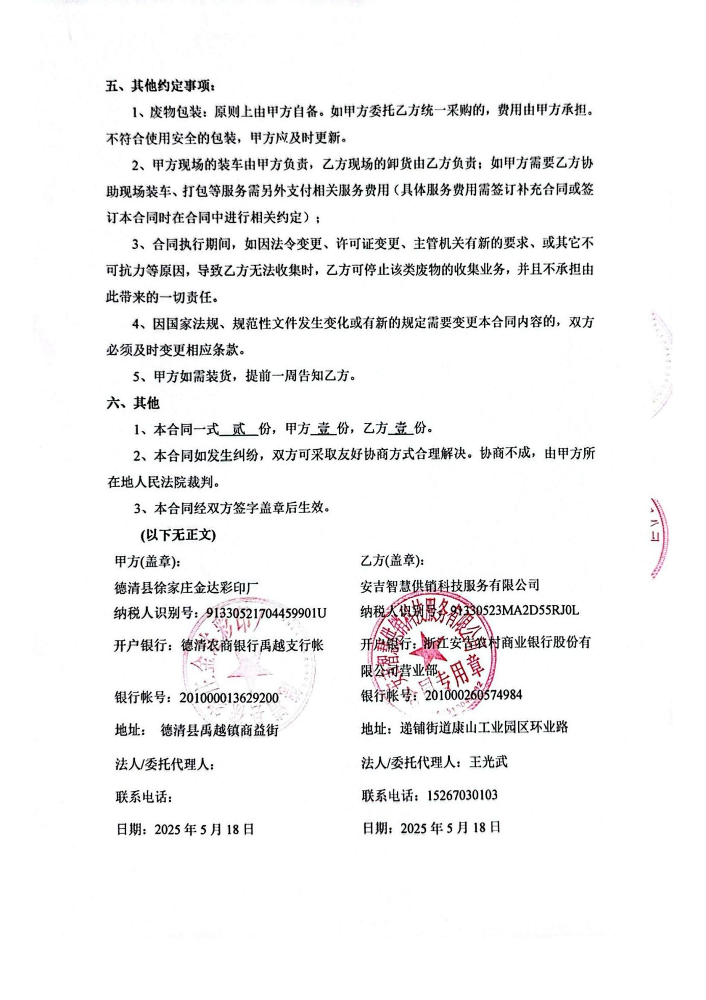 五、其他约定事项：
1、废物包装：原则上由甲方自备。如甲方委托乙方统一采购的，费用由甲方承担。
不符合使用安全的包装，甲方应及时更新。
2、甲方现场的装车由甲方负责，乙方现场的卸货由乙方负责；如甲方需要乙方协
助现场装车、打包等服务需另外支付相关服务费用（具体服务费用需签订补充合同或签
订本合同时在合同中进行相关约定）；
3、合同执行期间，如因法令变更、许可证变更、主管机关有新的要求、或其它不
可抗力等原因，导致乙方无法收集时，乙方可停止该类废物的收集业务，并且不承担由
此带来的一切责任。
4、因国家法规、规范性文件发生变化或有新的规定需要变更本合同内容的，双方
必须及时变更相应条款。
5、甲方如需装货，提前一周告知乙方。
六、其他
1、本合同一式 贰 份，甲方 壹 份，乙方 壹 份。
2、本合同如发生纠纷，双方可采取友好协商方式合理解决。协商不成，由甲方所
在地人民法院裁判。
3、本合同经双方签字盖章后生效。
(以下无正文)
甲方(盖章)：
德清县徐家庄金达彩印厂
纳税人识别号：91330521704459901U
开户银行：德清农商银行禹越支行帐
银行帐号：201000013629200
地址： 德清县禹越镇商益街
法人/委托代理人：
联系电话：
日期：2025 年 5 月 18 日
乙方(盖章)：
安吉智慧供销科技服务有限公司
纳税人识别号：91330523MA2D55RJ0L
开户银行：浙江安吉农村商业银行股份有
限公司营业部
银行帐号：201000260574984
地址：递铺街道康山工业园区环业路
法人/委托代理人：王光武
联系电话：15267030103
日期：2025 年 5 月 18 日
安吉智慧供销科技服务有限公司
合同专用章